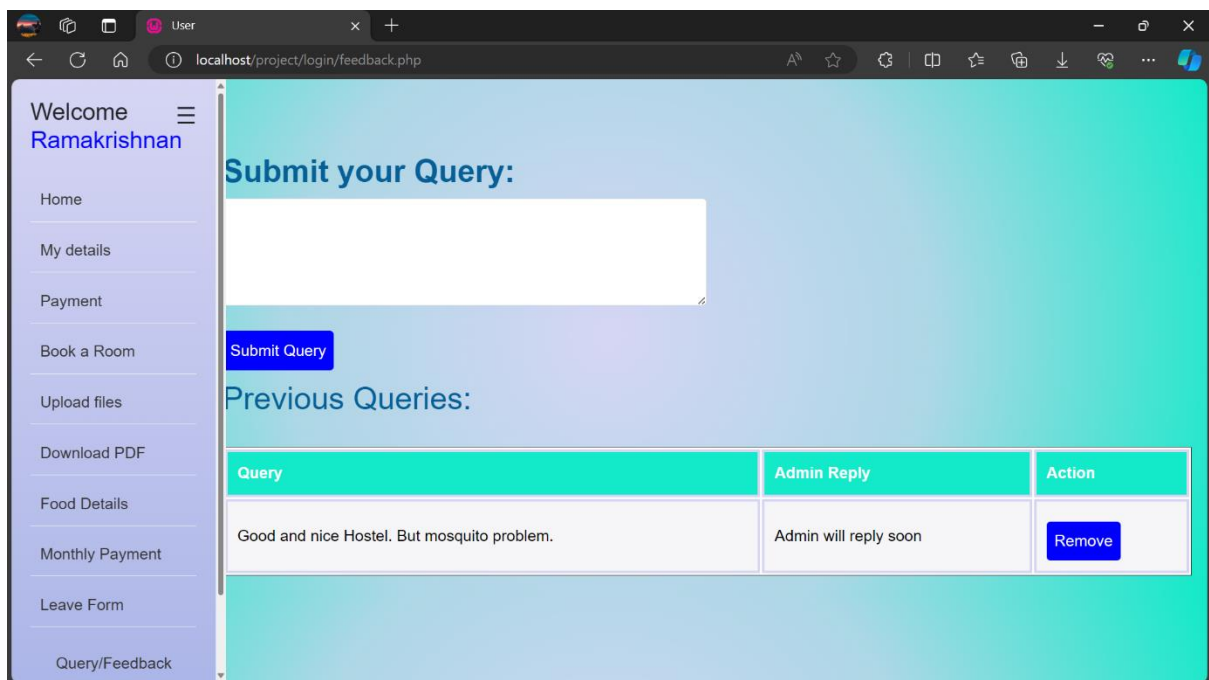 User
localhost/project/login/feedback.php
Welcome
Ramakrishnan
Home
My details
Payment
Book a Room
Upload files
Download PDF
Food Details
Monthly Payment
Leave Form
Query/Feedback
Submit your Query:
Submit Query
Previous Queries:
Query Admin Reply Action
Good and nice Hostel. But mosquito problem. Admin will reply soon Remove